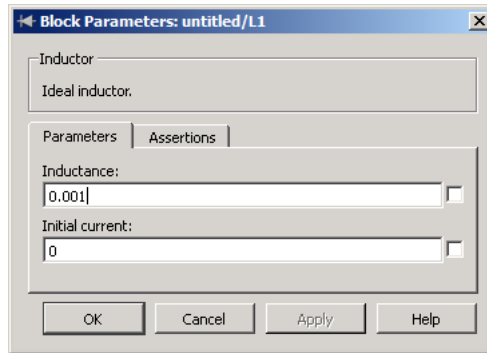 Block Parameters: untitled/L1
Inductor
Ideal inductor.
Parameters Assertions
Inductance:
0.001
Initial current:
0
OK Cancel Apply Help